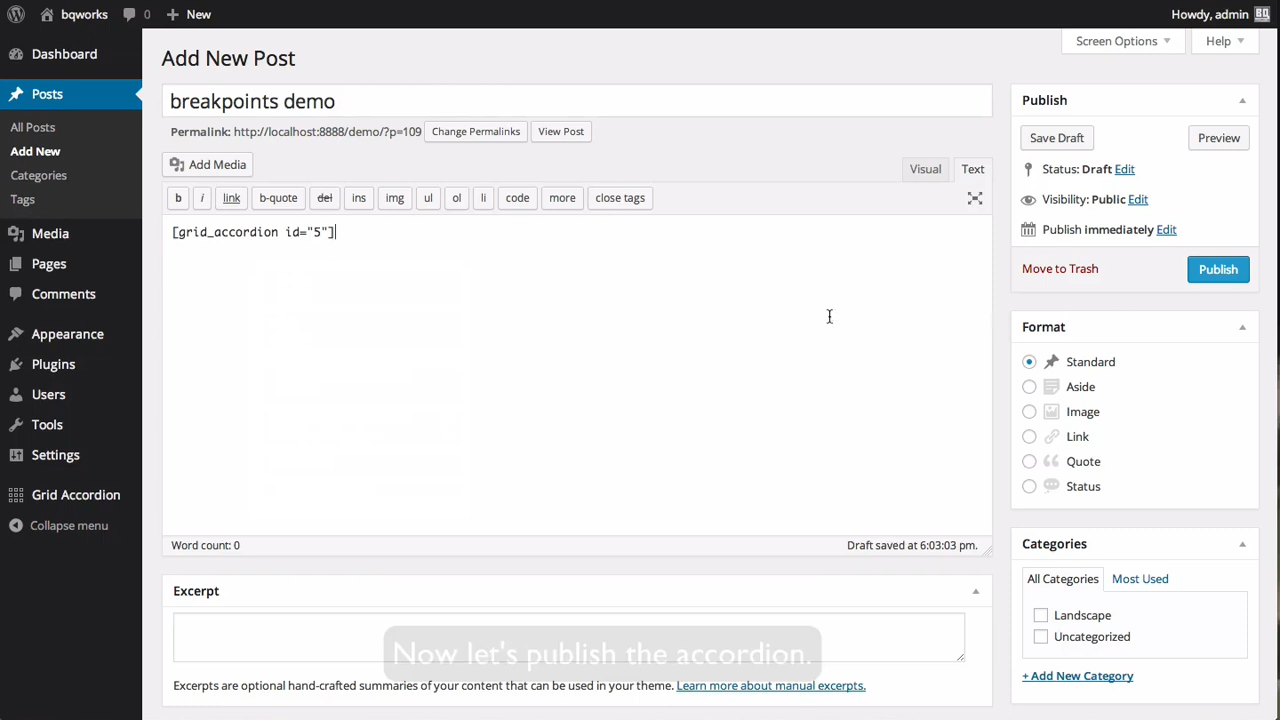 bqworks 0 New Howdy, admin BQ
Dashboard
Posts
All Posts
Add New
Categories
Tags
Media
Pages
Comments
Appearance
Plugins
Users
Tools
Settings
Grid Accordion
Collapse menu
Screen Options Help
Add New Post
breakpoints demo
Permalink: http://localhost:8888/demo/?p=109 Change Permalinks View Post
Add Media Visual Text
b i link b-quote del ins img ul ol li code more close tags
[grid_accordion id="5"]
Word count: 0 Draft saved at 6:03:03 pm.
Excerpt
Now let's publish the accordion.
Excerpts are optional hand-crafted summaries of your content that can be used in your theme. Learn more about manual excerpts.
Publish
Save Draft Preview
Status: Draft Edit
Visibility: Public Edit
Publish immediately Edit
Move to Trash Publish
Format
Standard
Aside
Image
Link
Quote
Status
Categories
All Categories Most Used
Landscape
Uncategorized
+ Add New Category